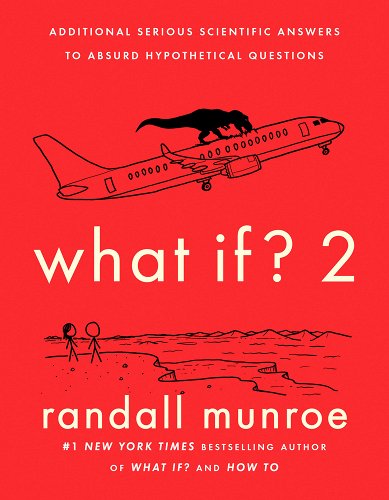 ADDITIONAL SERIOUS SCIENTIFIC ANSWERS
TO ABSURD HYPOTHETICAL QUESTIONS
what if? 2
randall munroe
#1 NEW YORK TIMES BESTSELLING AUTHOR
OF WHAT IF? AND HOW TO